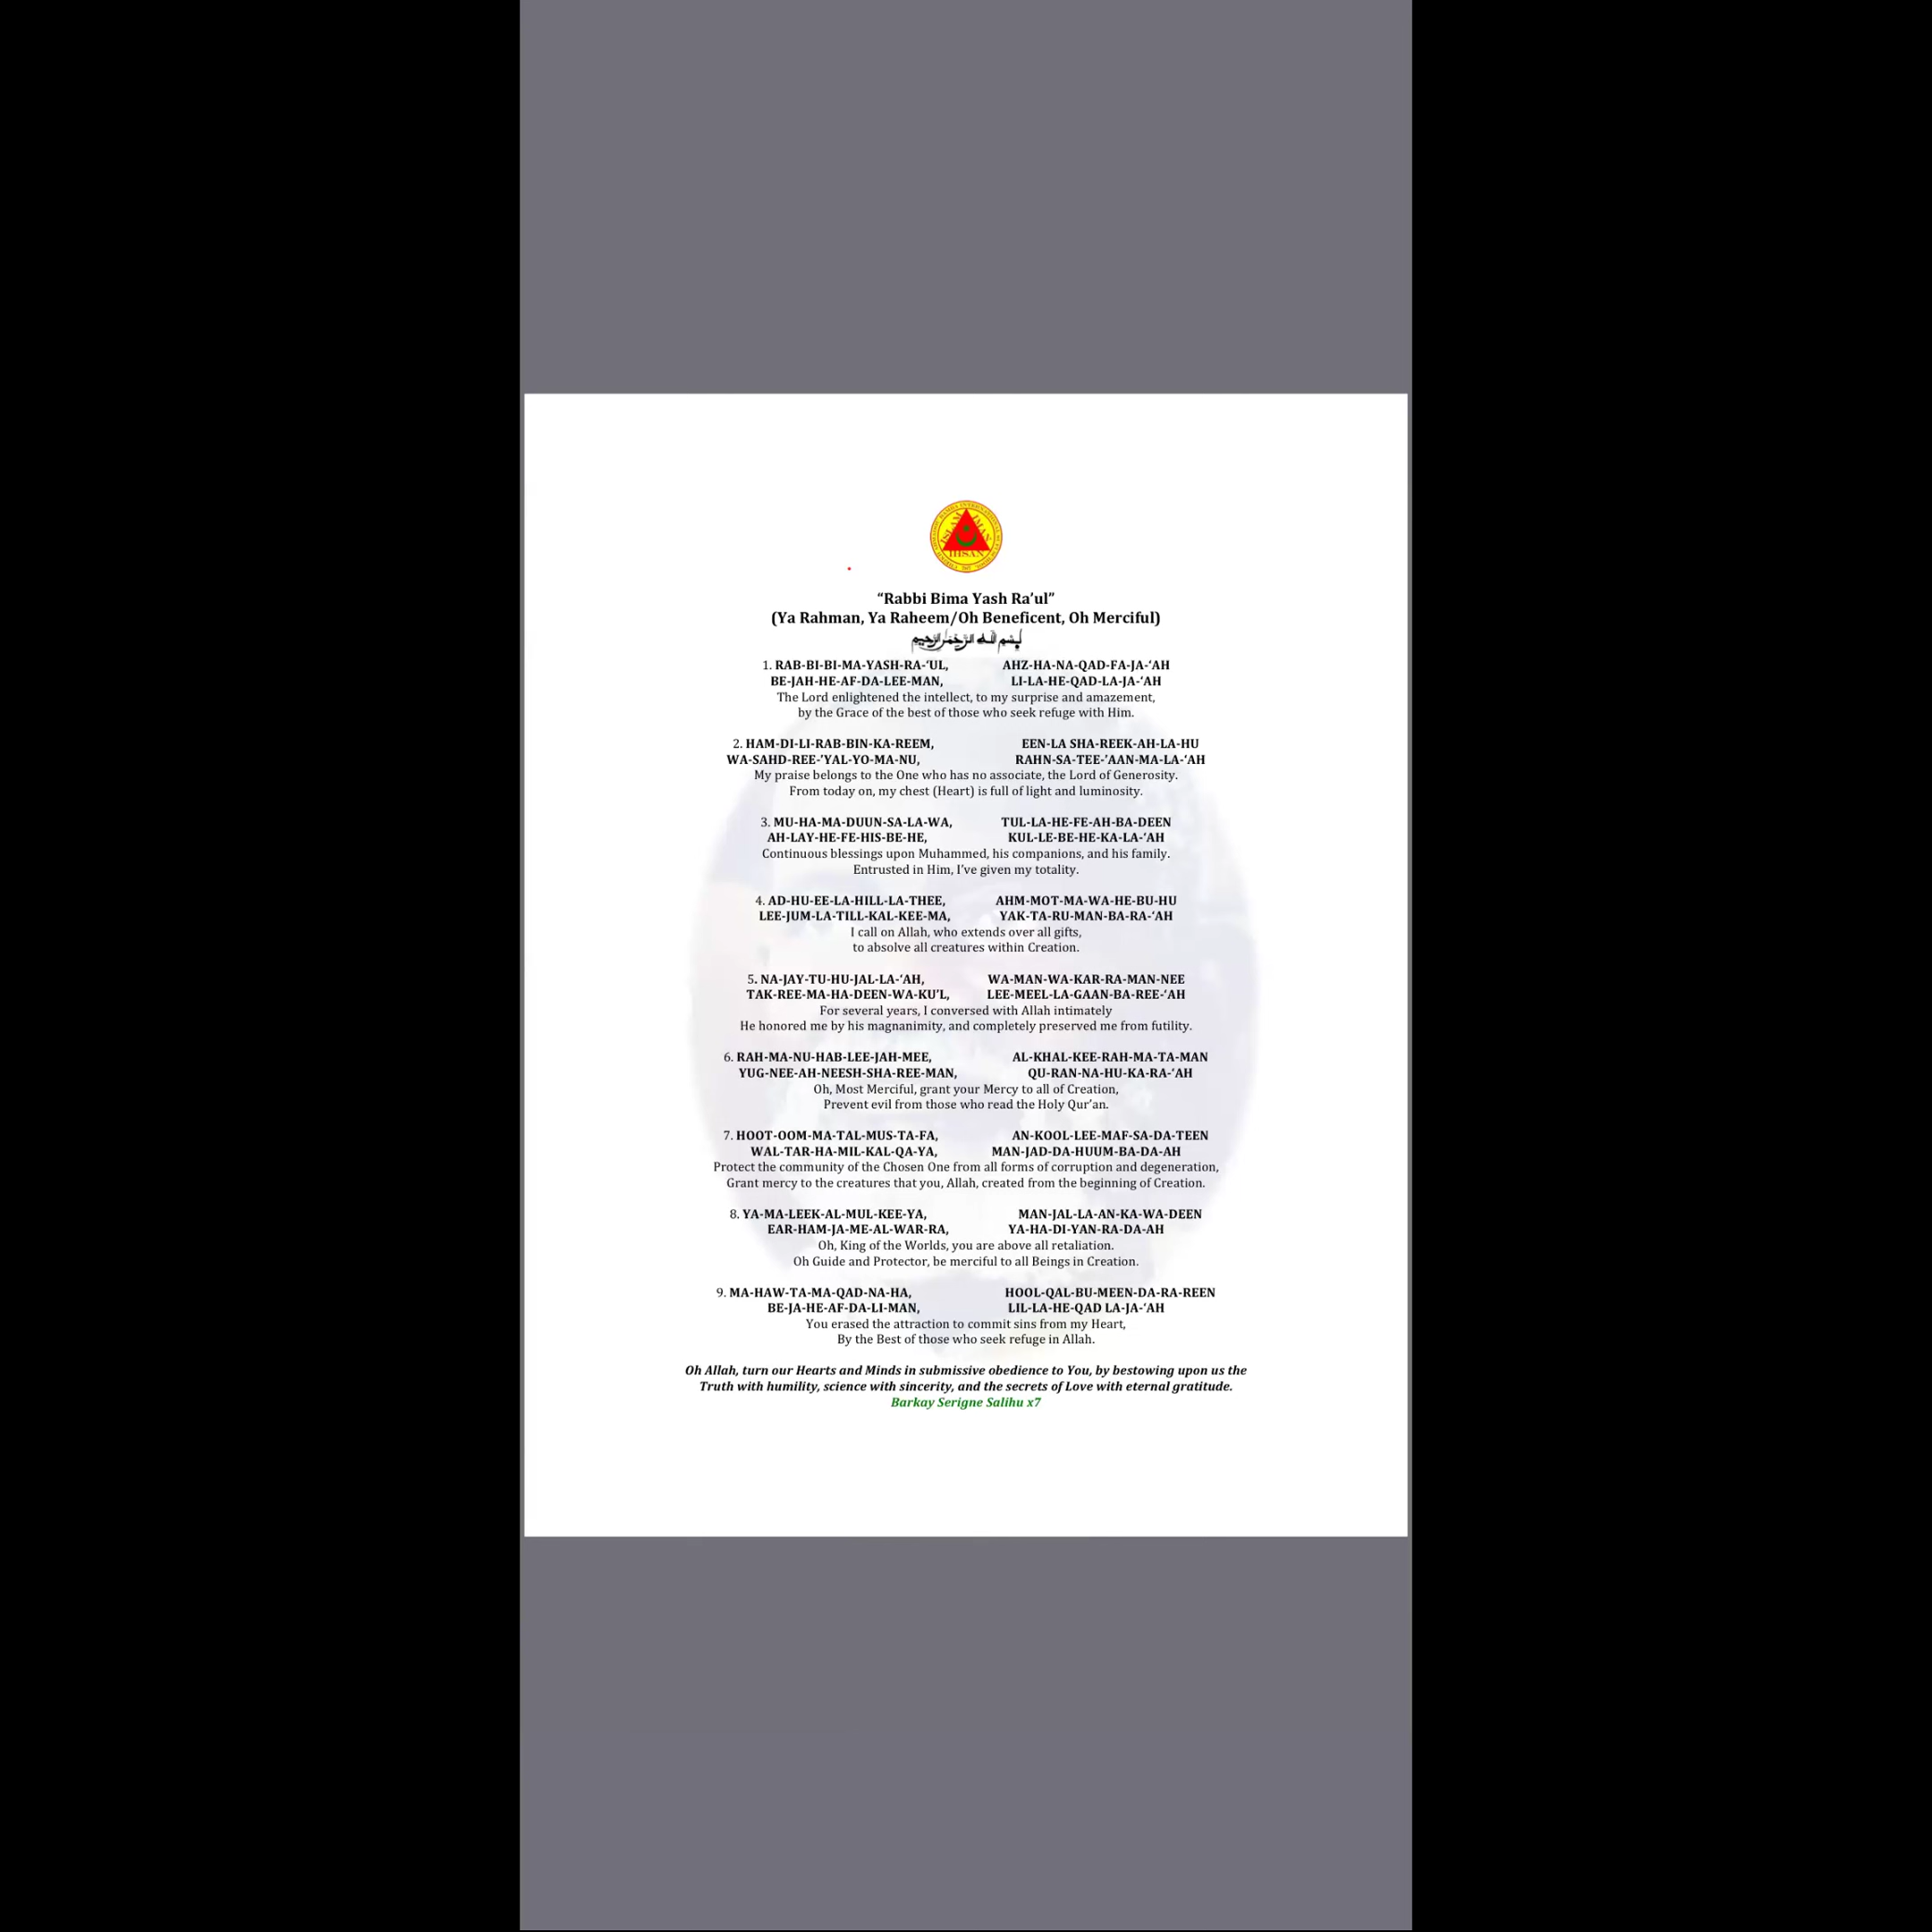 ISLAM IMAN
IHSAN
“Rabbi Bima Yash Ra’ul”
(Ya Rahman, Ya Raheem/Oh Beneficent, Oh Merciful)
بسم الله الرحمن الرحيم
1. RAB-BI-BI-MA-YASH-RA-‘UL, AHZ-HA-NA-QAD-FA-JA-‘AH
BE-JAH-HE-AF-DA-LEE-MAN, LI-LA-HE-QAD-LA-JA-‘AH
The Lord enlightened the intellect, to my surprise and amazement,
by the Grace of the best of those who seek refuge with Him.
2. HAM-DI-LI-RAB-BIN-KA-REEM, EEN-LA SHA-REEK-AH-LA-HU
WA-SAHD-REE-’YAL-YO-MA-NU, RAHN-SA-TEE-’AAN-MA-LA-‘AH
My praise belongs to the One who has no associate, the Lord of Generosity.
From today on, my chest (Heart) is full of light and luminosity.
3. MU-HA-MA-DUUN-SA-LA-WA, TUL-LA-HE-FE-AH-BA-DEEN
AH-LAY-HE-FE-HIS-BE-HE, KUL-LE-BE-HE-KA-LA-‘AH
Continuous blessings upon Muhammed, his companions, and his family.
Entrusted in Him, I’ve given my totality.
4. AD-HU-EE-LA-HILL-LA-THEE, AHM-MOT-MA-WA-HE-BU-HU
LEE-JUM-LA-TILL-KAL-KEE-MA, YAK-TA-RU-MAN-BA-RA-‘AH
I call on Allah, who extends over all gifts,
to absolve all creatures within Creation.
5. NA-JAY-TU-HU-JAL-LA-‘AH, WA-MAN-WA-KAR-RA-MAN-NEE
TAK-REE-MA-HA-DEEN-WA-KU’L, LEE-MEEL-LA-GAAN-BA-REE-‘AH
For several years, I conversed with Allah intimately
He honored me by his magnanimity, and completely preserved me from futility.
6. RAH-MA-NU-HAB-LEE-JAH-MEE, AL-KHAL-KEE-RAH-MA-TA-MAN
YUG-NEE-AH-NEESH-SHA-REE-MAN, QU-RAN-NA-HU-KA-RA-‘AH
Oh, Most Merciful, grant your Mercy to all of Creation,
Prevent evil from those who read the Holy Qur’an.
7. HOOT-OOM-MA-TAL-MUS-TA-FA, AN-KOOL-LEE-MAF-SA-DA-TEEN
WAL-TAR-HA-MIL-KAL-QA-YA, MAN-JAD-DA-HUUM-BA-DA-AH
Protect the community of the Chosen One from all forms of corruption and degeneration,
Grant mercy to the creatures that you, Allah, created from the beginning of Creation.
8. YA-MA-LEEK-AL-MUL-KEE-YA, MAN-JAL-LA-AN-KA-WA-DEEN
EAR-HAM-JA-ME-AL-WAR-RA, YA-HA-DI-YAN-RA-DA-AH
Oh, King of the Worlds, you are above all retaliation.
Oh Guide and Protector, be merciful to all Beings in Creation.
9. MA-HAW-TA-MA-QAD-NA-HA, HOOL-QAL-BU-MEEN-DA-RA-REEN
BE-JA-HE-AF-DA-LI-MAN, LIL-LA-HE-QAD LA-JA-‘AH
You erased the attraction to commit sins from my Heart,
By the Best of those who seek refuge in Allah.
Oh Allah, turn our Hearts and Minds in submissive obedience to You, by bestowing upon us the
Truth with humility, science with sincerity, and the secrets of Love with eternal gratitude.
Barkay Serigne Salihu x7